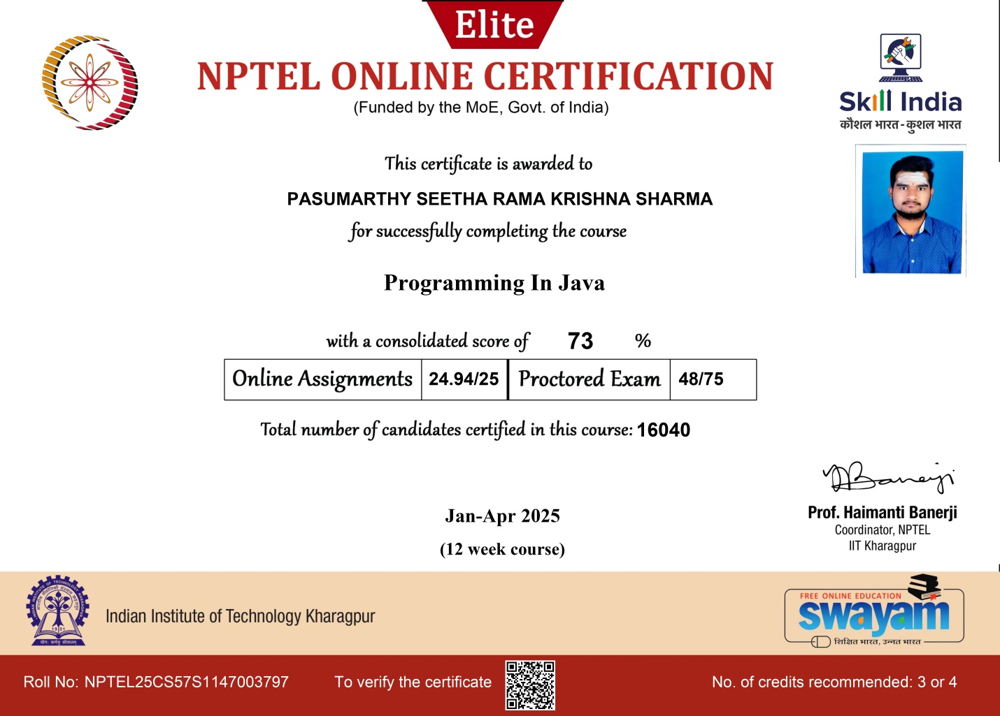 Elite
NPTEL ONLINE CERTIFICATION
(Funded by the MoE, Govt. of India)
Skill India
कौशल भारत - कुशल भारत
This certificate is awarded to
PASUMARTHY SEETHA RAMA KRISHNA SHARMA
for successfully completing the course
Programming In Java
with a consolidated score of 73 %
Online Assignments 24.94/25 Proctored Exam 48/75
Total number of candidates certified in this course: 16040
Banerji
Prof. Haimanti Banerji
Coordinator, NPTEL
IIT Kharagpur
Jan-Apr 2025
(12 week course)
1951
योगः कर्मसु कौशलम्
Indian Institute of Technology Kharagpur
FREE ONLINE EDUCATION
swayam
शिक्षित भारत, उन्नत भारत
Roll No: NPTEL25CS57S1147003797 To verify the certificate No. of credits recommended: 3 or 4